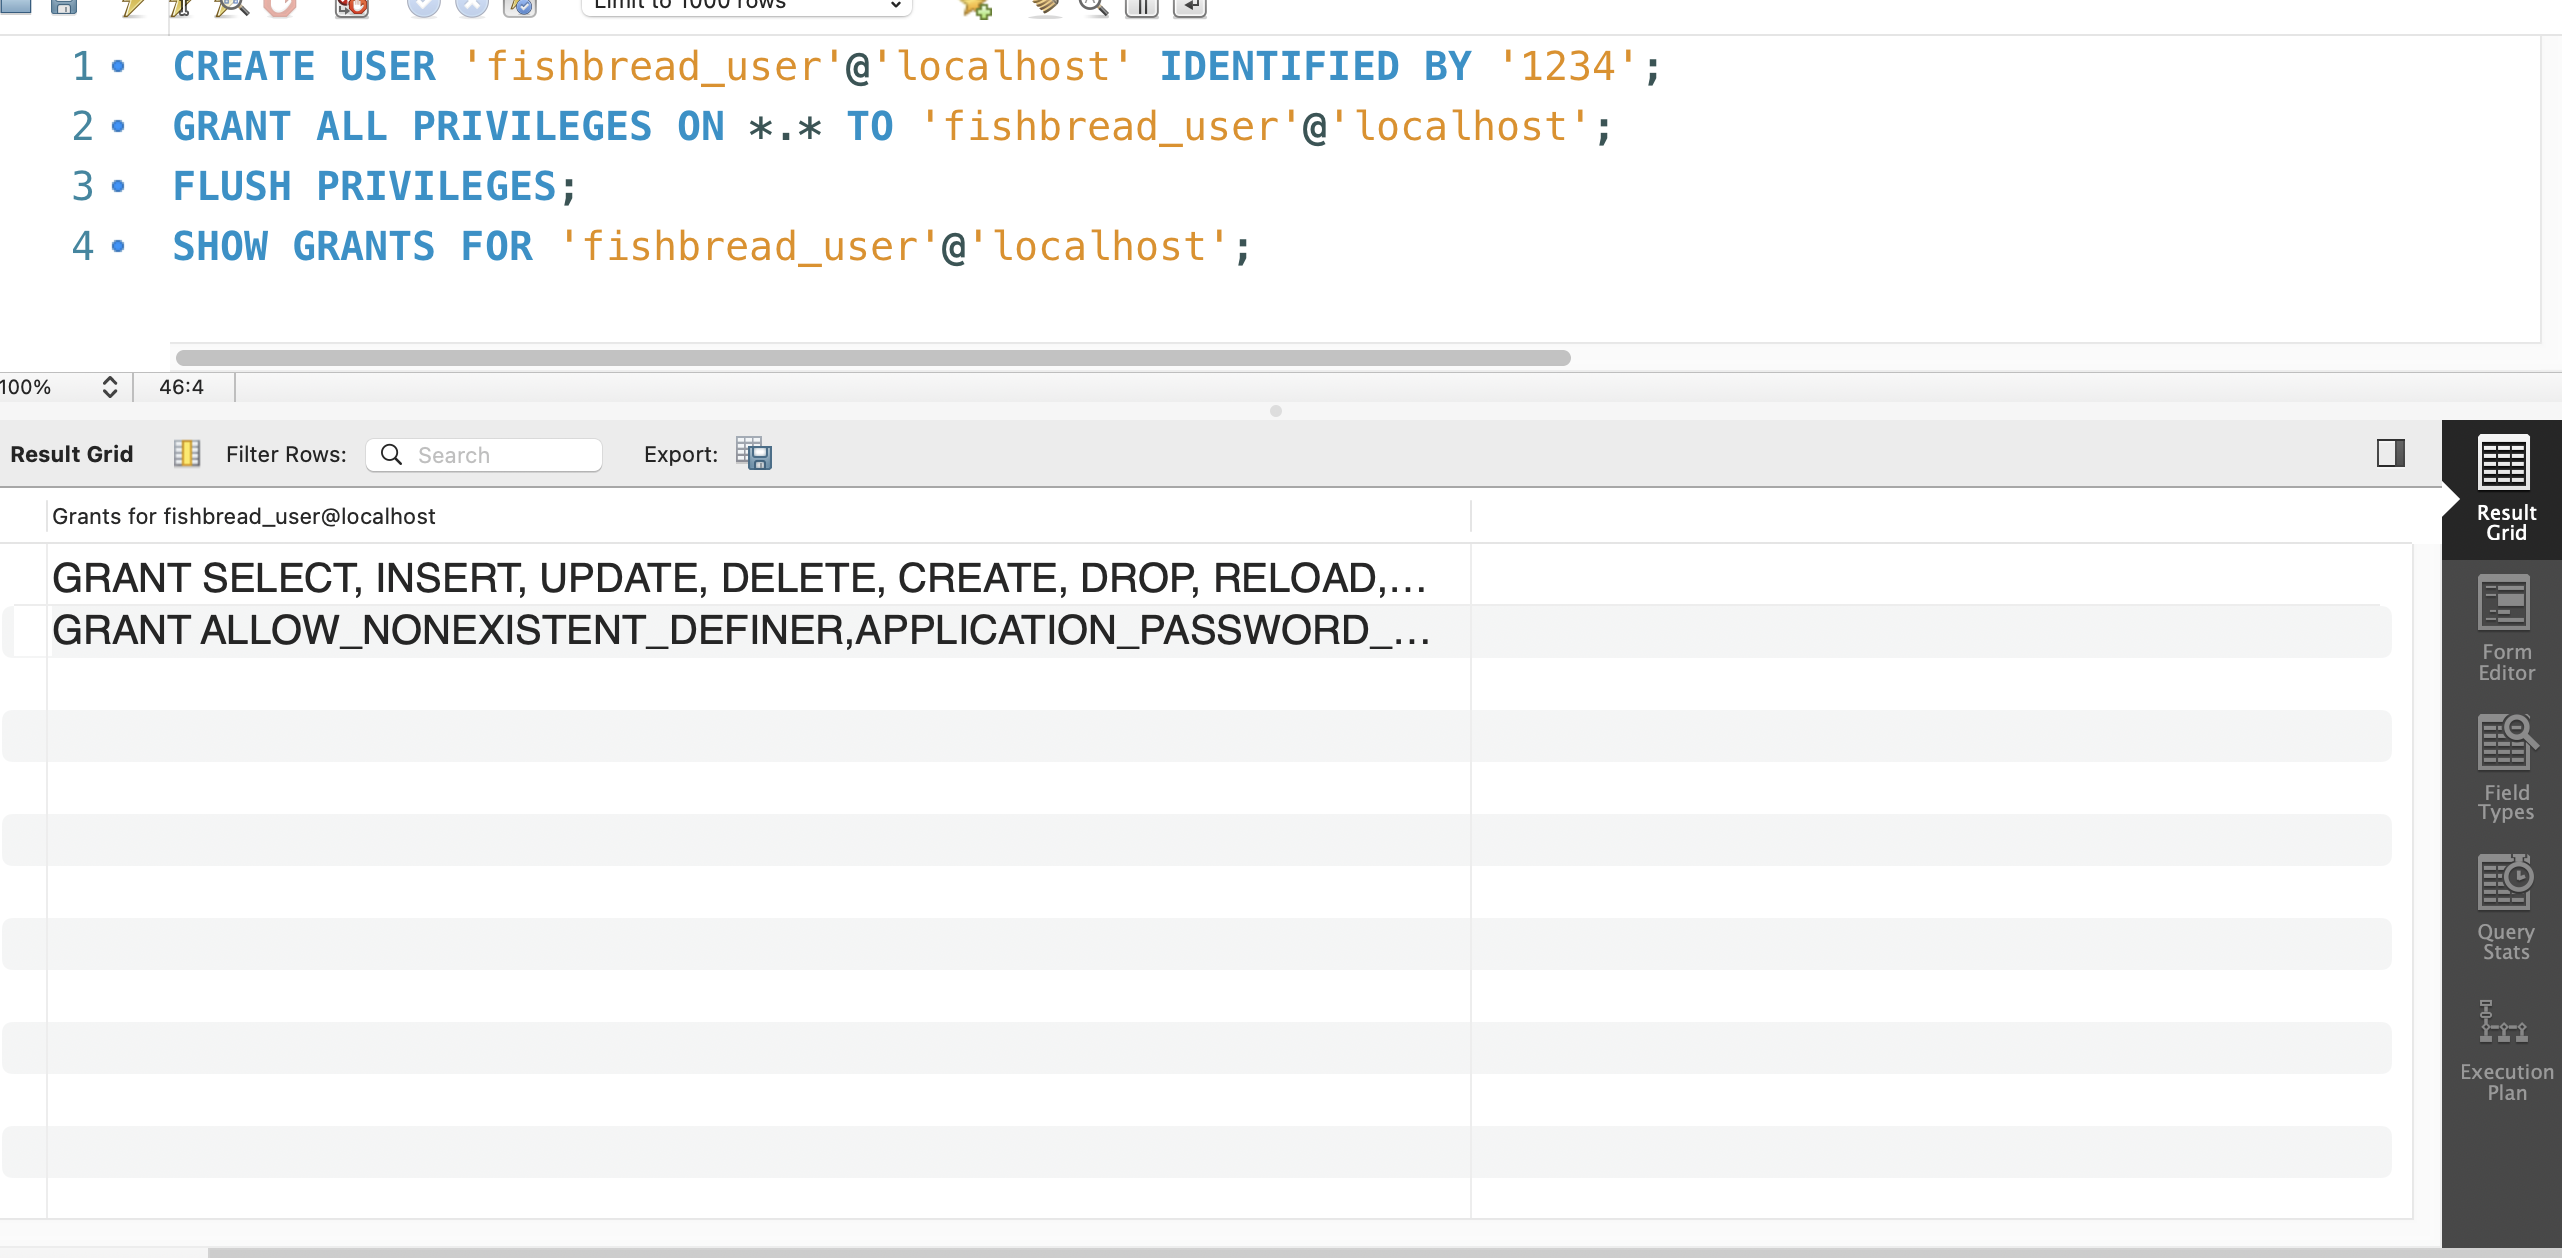 Limit to 1000 rows
1 CREATE USER 'fishbread_user'@'localhost' IDENTIFIED BY '1234';
2 GRANT ALL PRIVILEGES ON *.* TO 'fishbread_user'@'localhost';
3 FLUSH PRIVILEGES;
4 SHOW GRANTS FOR 'fishbread_user'@'localhost';
100% 46:4
Result Grid Filter Rows: Search Export:
Grants for fishbread_user@localhost
GRANT SELECT, INSERT, UPDATE, DELETE, CREATE, DROP, RELOAD,...
GRANT ALLOW_NONEXISTENT_DEFINER,APPLICATION_PASSWORD_...
Result
Grid
Form
Editor
Field
Types
Query
Stats
Execution
Plan